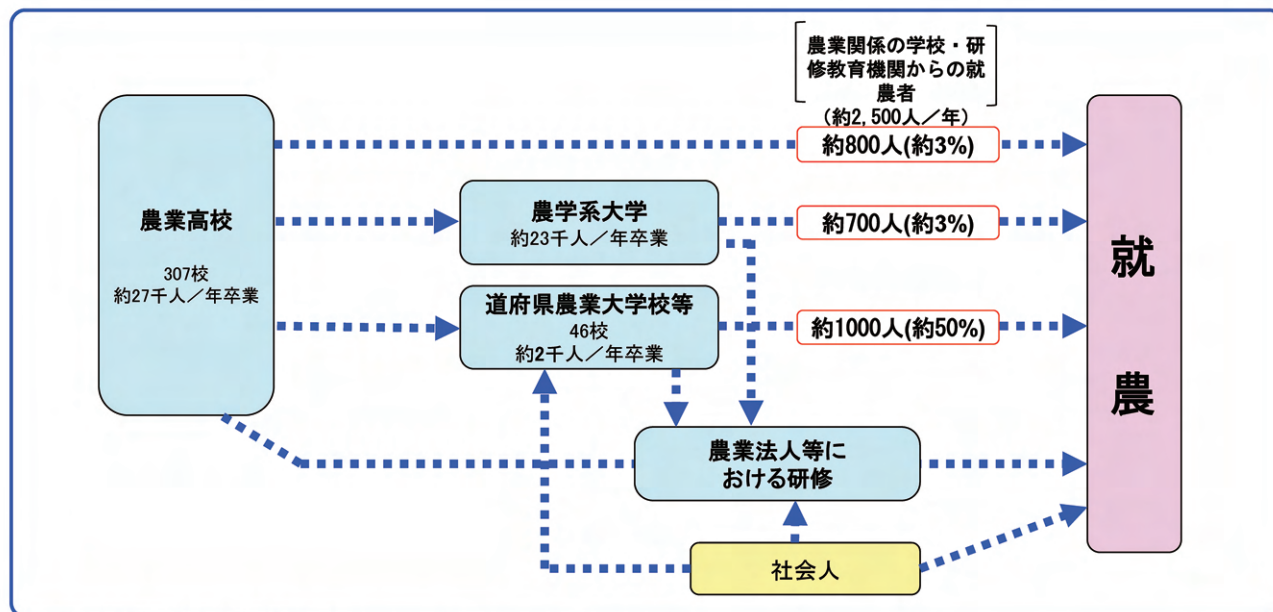 農業関係の学校・研
修教育機関からの就
農者
（約2,500人／年）
約800人(約3%)
農業高校
307校
約27千人／年卒業
農学系大学
約23千人／年卒業
約700人(約3%)
道府県農業大学校等
46校
約2千人／年卒業
約1000人(約50%)
就
農
農業法人等に
おける研修
社会人